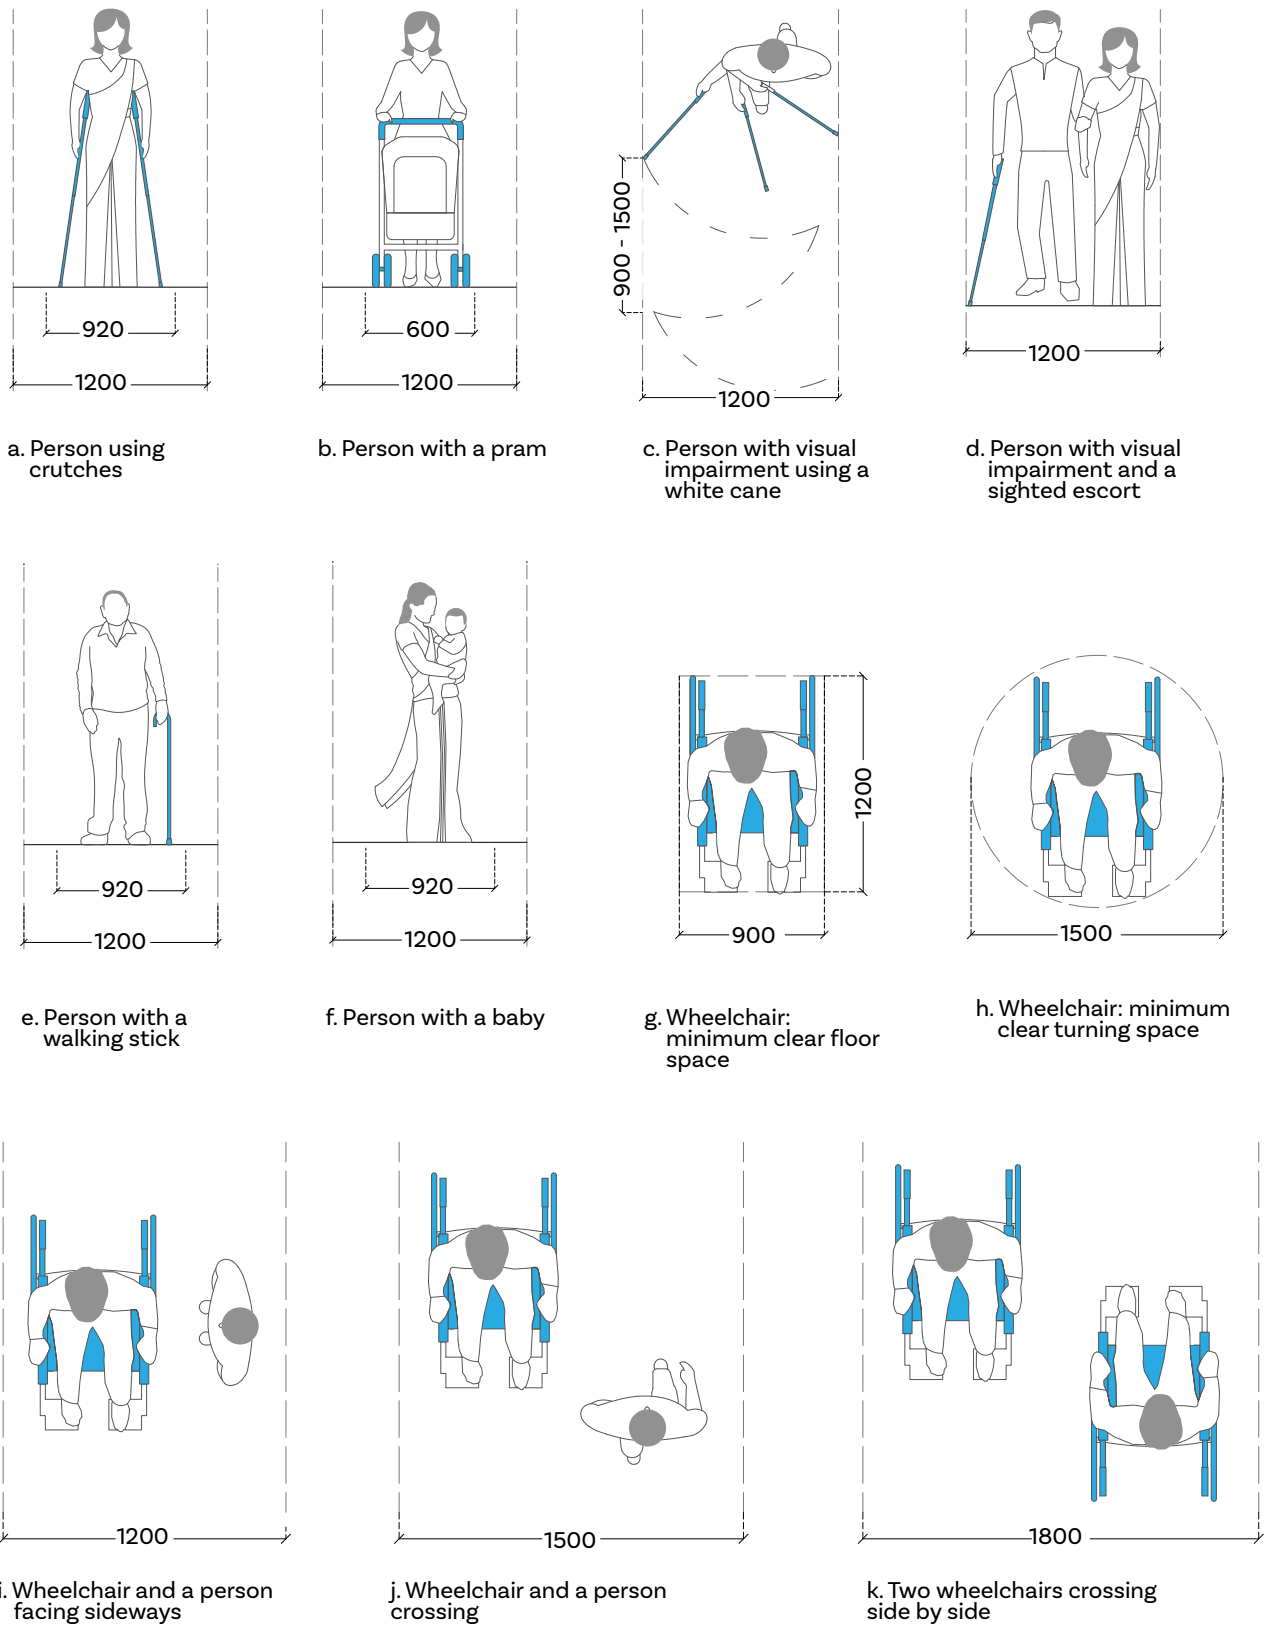 920
600
900 - 1500
1200
1200
1200
1200
a. Person using
crutches
b. Person with a pram
c. Person with visual
impairment using a
white cane
d. Person with visual
impairment and a
sighted escort
920
920
1200
1200
1200
900
1500
e. Person with a
walking stick
f. Person with a baby
g. Wheelchair:
minimum clear floor
space
h. Wheelchair: minimum
clear turning space
1200
1500
1800
i. Wheelchair and a person
facing sideways
j. Wheelchair and a person
crossing
k. Two wheelchairs crossing
side by side